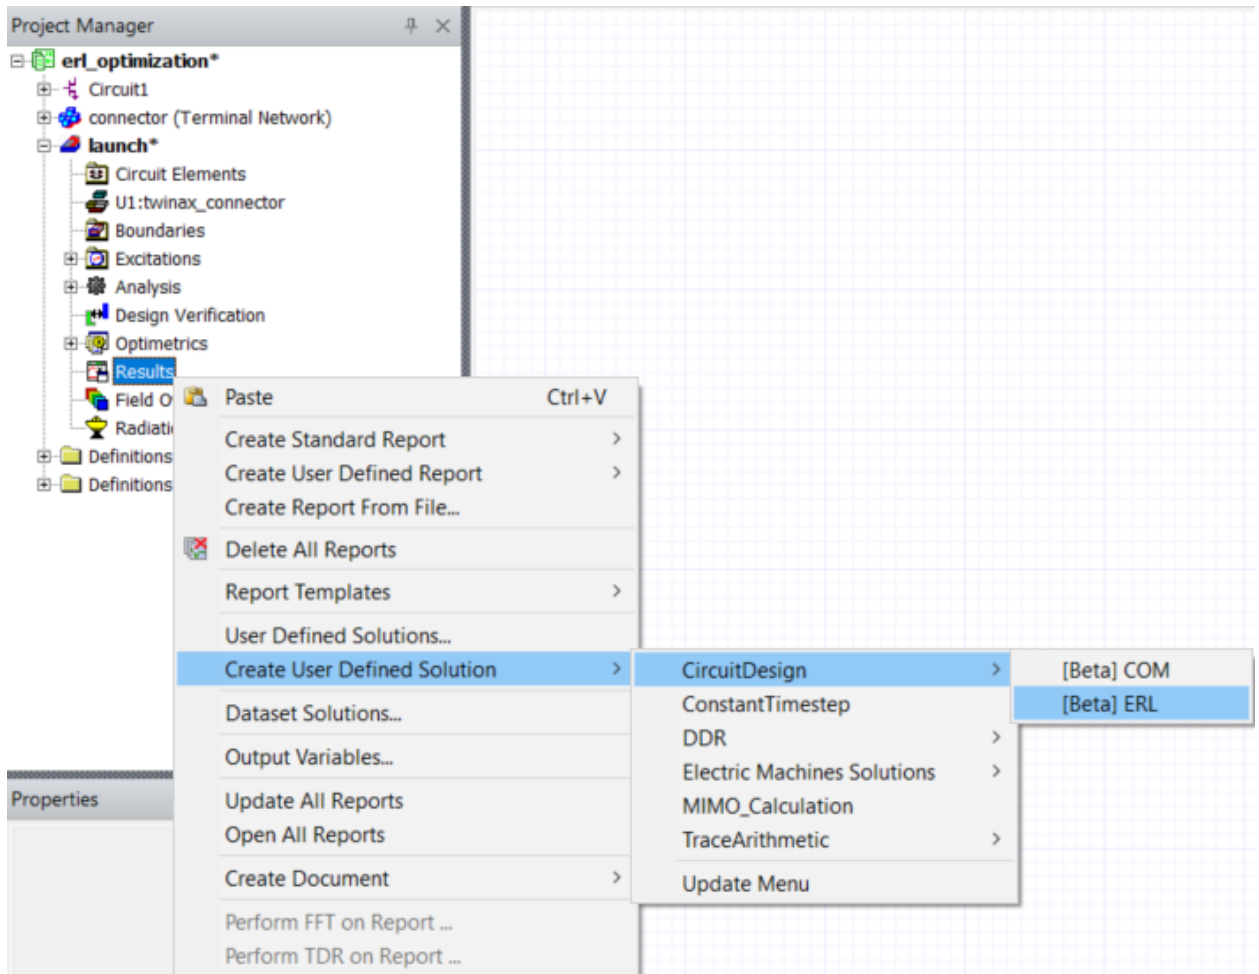 Project Manager
erl_optimization*
Circuit1
connector (Terminal Network)
launch*
Circuit Elements
U1:twinax_connector
Boundaries
Excitations
Analysis
Design Verification
Optimetrics
Results
Field O
Radiati
Definitions
Definitions
Paste Ctrl+V
Create Standard Report
Create User Defined Report
Create Report From File...
Delete All Reports
Report Templates
User Defined Solutions...
Create User Defined Solution
Dataset Solutions...
Output Variables...
Update All Reports
Open All Reports
Create Document
Perform FFT on Report ...
Perform TDR on Report ...
CircuitDesign
ConstantTimestep
DDR
Electric Machines Solutions
MIMO_Calculation
TraceArithmetic
Update Menu
[Beta] COM
[Beta] ERL
Properties